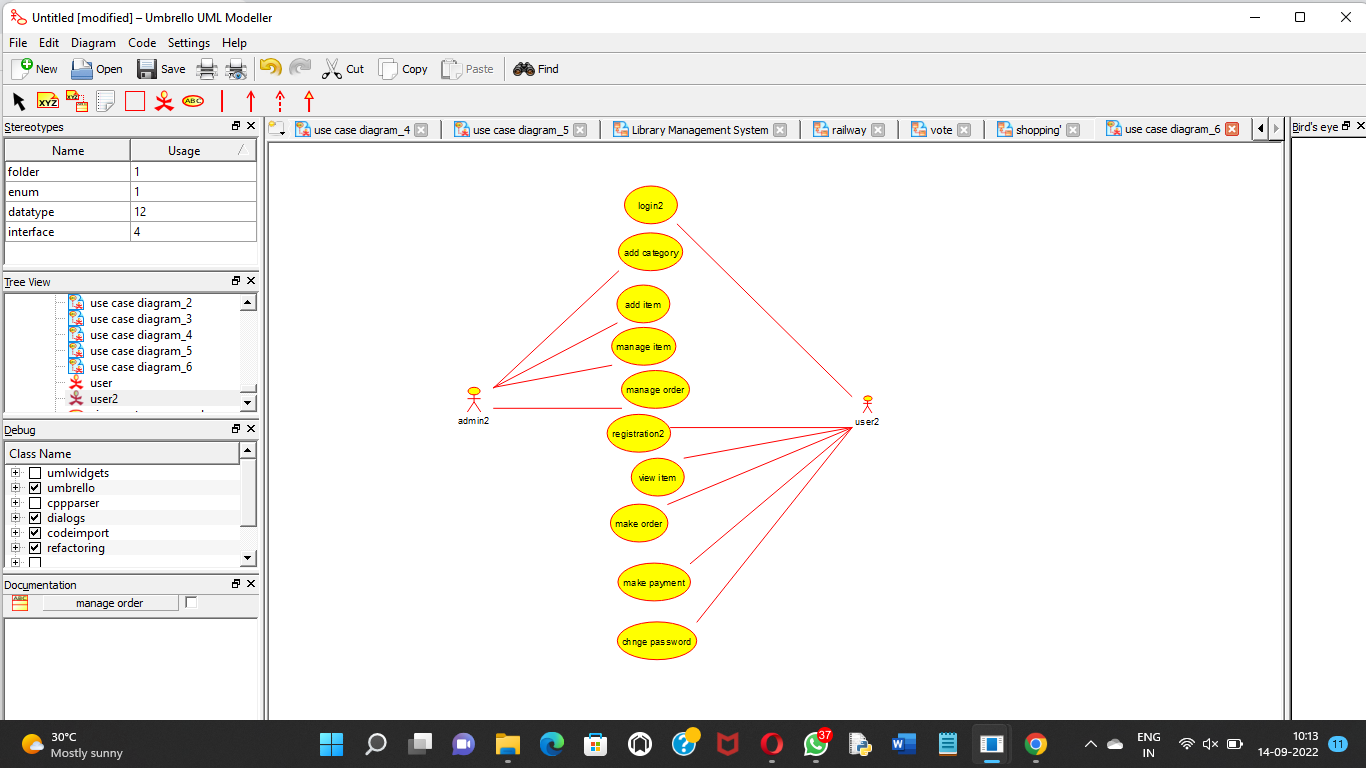 Untitled [modified] – Umbrello UML Modeller
File Edit Diagram Code Settings Help
New Open Save Cut Copy Paste Find
XYZ XYZ ABC
Stereotypes
Name Usage
folder 1
enum 1
datatype 12
interface 4
Tree View
use case diagram_2
use case diagram_3
use case diagram_4
use case diagram_5
use case diagram_6
user
user2
Debug
Class Name
umlwidgets
umbrello
cppparser
dialogs
codeimport
refactoring
Documentation
manage order
use case diagram_4 use case diagram_5 Library Management System railway vote shopping' use case diagram_6
Bird's eye
login2
add category
add item
manage item
manage order
admin2
user2
registration2
view item
make order
make payment
chnge password
30°C
Mostly sunny
37
ENG
IN
10:13
14-09-2022
11